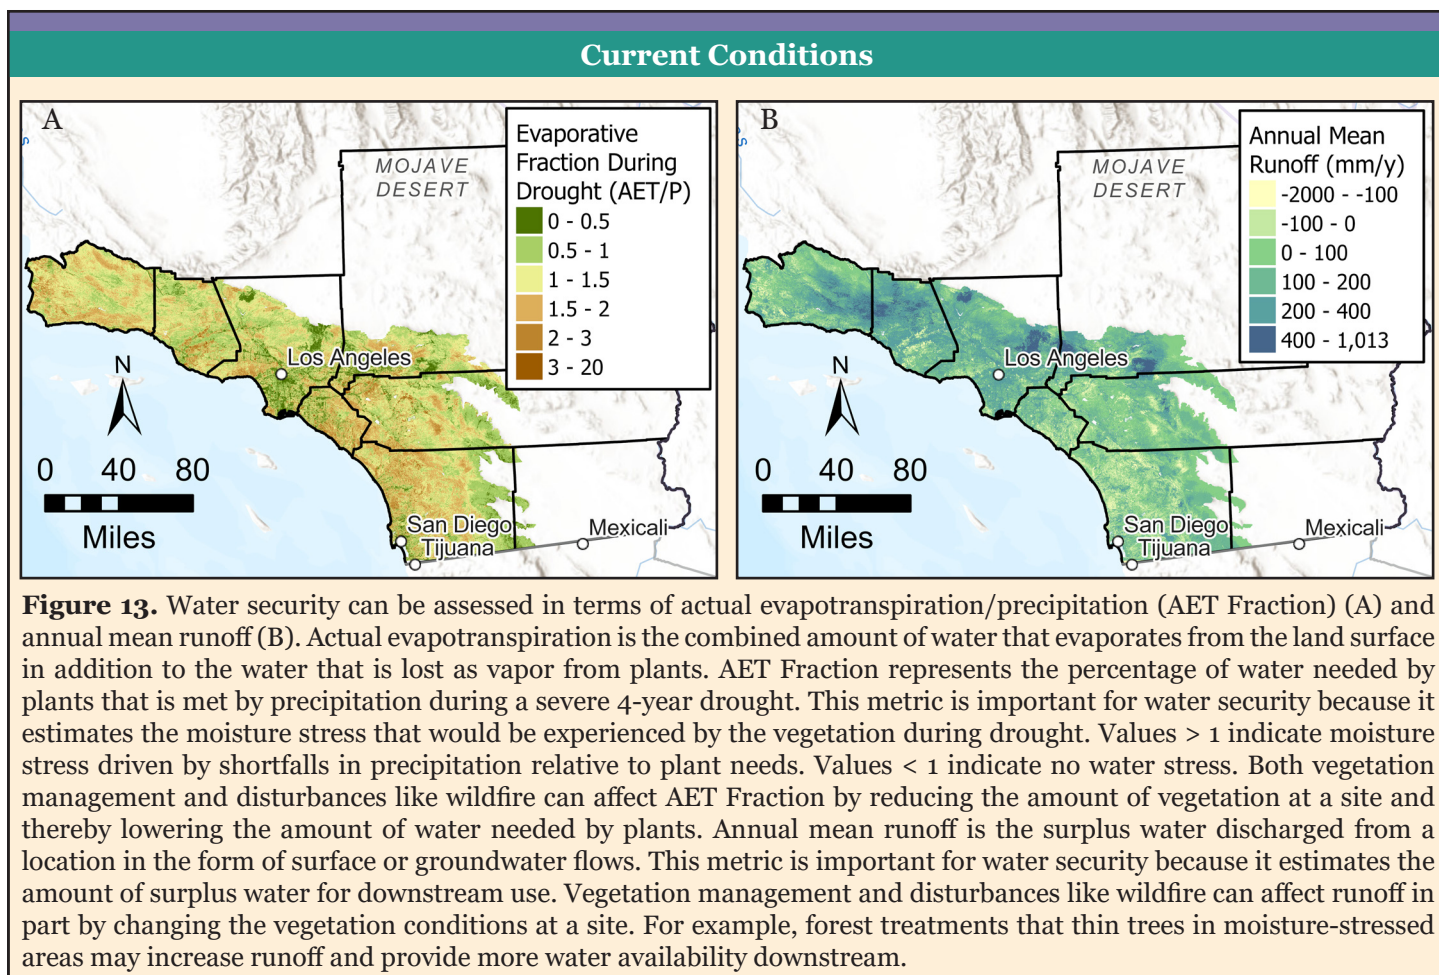 Current Conditions
A
Evaporative
Fraction During
Drought (AET/P)
0 - 0.5
0.5 - 1
1 - 1.5
1.5 - 2
2 - 3
3 - 20
MOJAVE
DESERT
Los Angeles
N
0 40 80
Miles
San Diego
Tijuana
Mexicali
B
Annual Mean
Runoff (mm/y)
-2000 - -100
-100 - 0
0 - 100
100 - 200
200 - 400
400 - 1,013
MOJAVE
DESERT
Los Angeles
N
0 40 80
Miles
San Diego
Tijuana
Mexicali
Figure 13. Water security can be assessed in terms of actual evapotranspiration/precipitation (AET Fraction) (A) and
annual mean runoff (B). Actual evapotranspiration is the combined amount of water that evaporates from the land surface
in addition to the water that is lost as vapor from plants. AET Fraction represents the percentage of water needed by
plants that is met by precipitation during a severe 4-year drought. This metric is important for water security because it
estimates the moisture stress that would be experienced by the vegetation during drought. Values > 1 indicate moisture
stress driven by shortfalls in precipitation relative to plant needs. Values < 1 indicate no water stress. Both vegetation
management and disturbances like wildfire can affect AET Fraction by reducing the amount of vegetation at a site and
thereby lowering the amount of water needed by plants. Annual mean runoff is the surplus water discharged from a
location in the form of surface or groundwater flows. This metric is important for water security because it estimates the
amount of surplus water for downstream use. Vegetation management and disturbances like wildfire can affect runoff in
part by changing the vegetation conditions at a site. For example, forest treatments that thin trees in moisture-stressed
areas may increase runoff and provide more water availability downstream.